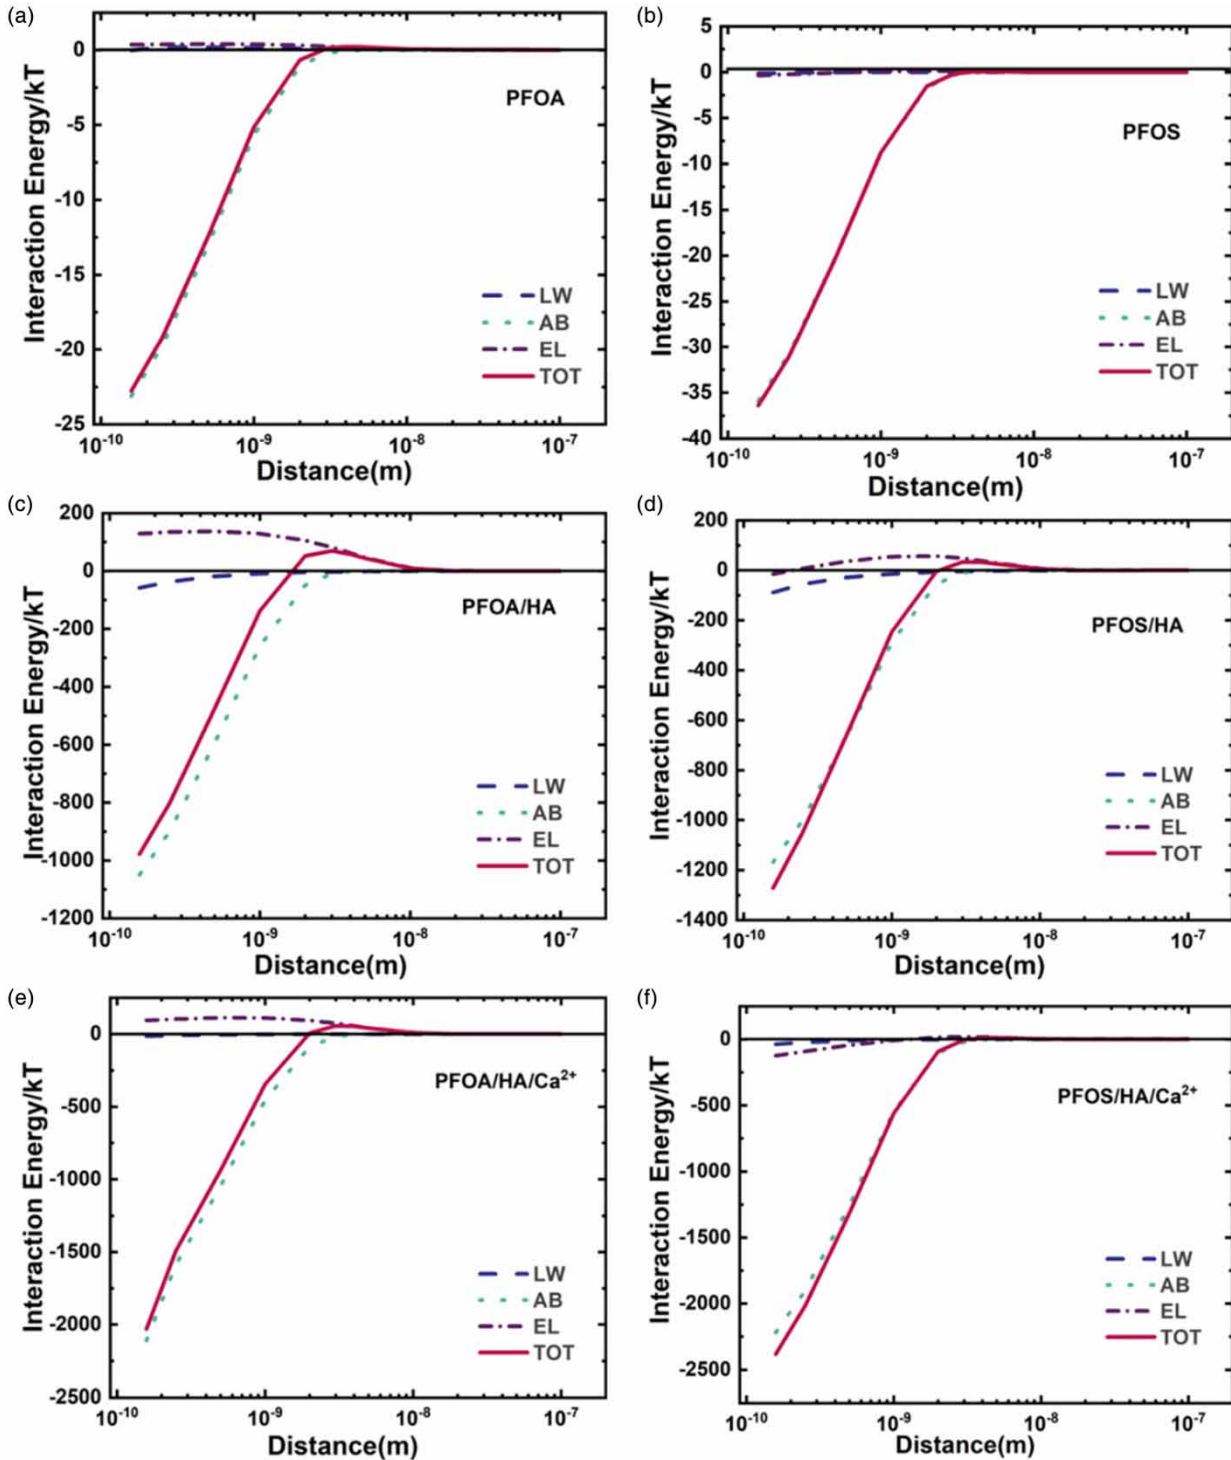 (a)
Interaction Energy/kT
0
-5
-10
-15
-20
-25
PFOA
LW
AB
EL
TOT
10⁻¹⁰ 10⁻⁹ 10⁻⁸ 10⁻⁷
Distance(m)
(b)
Interaction Energy/kT
5
0
-5
-10
-15
-20
-25
-30
-35
-40
PFOS
LW
AB
EL
TOT
10⁻¹⁰ 10⁻⁹ 10⁻⁸ 10⁻⁷
Distance(m)
(c)
Interaction Energy/kT
200
0
-200
-400
-600
-800
-1000
-1200
PFOA/HA
LW
AB
EL
TOT
10⁻¹⁰ 10⁻⁹ 10⁻⁸ 10⁻⁷
Distance(m)
(d)
Interaction Energy/kT
200
0
-200
-400
-600
-800
-1000
-1200
-1400
PFOS/HA
LW
AB
EL
TOT
10⁻¹⁰ 10⁻⁹ 10⁻⁸ 10⁻⁷
Distance(m)
(e)
Interaction Energy/kT
0
-500
-1000
-1500
-2000
-2500
PFOA/HA/Ca²⁺
LW
AB
EL
TOT
10⁻¹⁰ 10⁻⁹ 10⁻⁸ 10⁻⁷
Distance(m)
(f)
Interaction Energy/kT
0
-500
-1000
-1500
-2000
-2500
PFOS/HA/Ca²⁺
LW
AB
EL
TOT
10⁻¹⁰ 10⁻⁹ 10⁻⁸ 10⁻⁷
Distance(m)